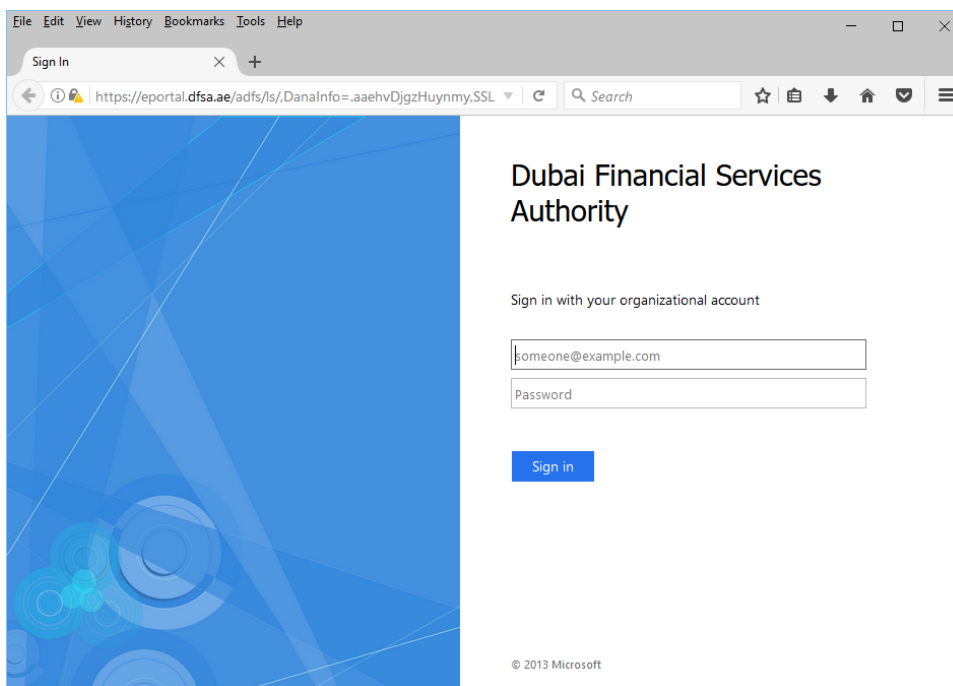 File Edit View History Bookmarks Tools Help
Sign In
https://eportal.dfsa.ae/adfs/ls/,DanaInfo=.aaehvDjgzHuynmy,SSL
Search
Dubai Financial Services
Authority
Sign in with your organizational account
someone@example.com
Password
Sign in
© 2013 Microsoft